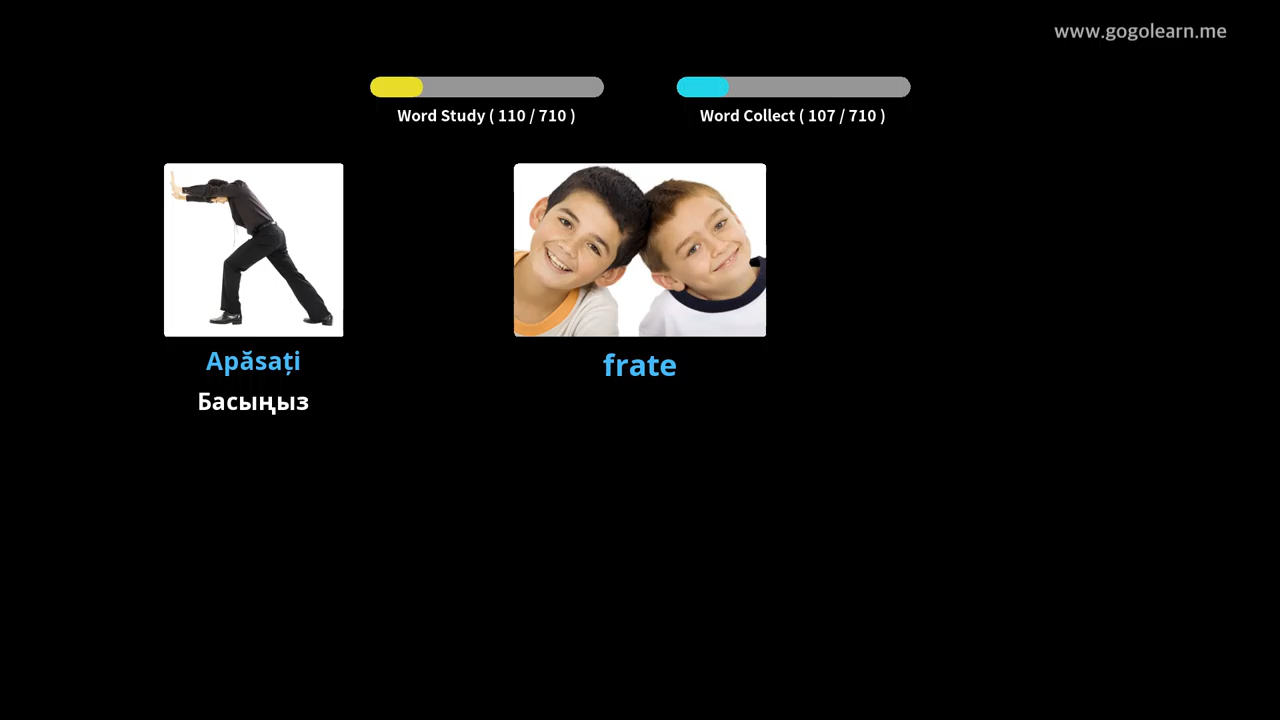 www.gogolearn.me
Word Study ( 110 / 710 )
Word Collect ( 107 / 710 )
Apăsați
Басыңыз
frate